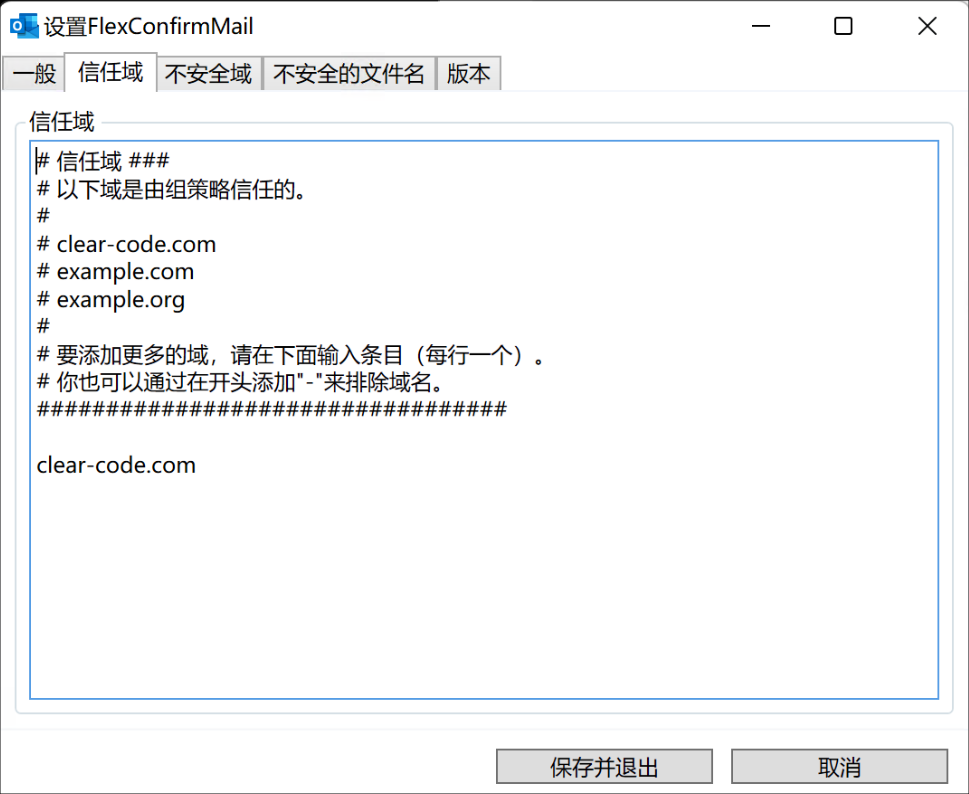 设置FlexConfirmMail
一般 信任域 不安全域 不安全的文件名 版本
信任域
# 信任域 ###
# 以下域是由组策略信任的。
#
# clear-code.com
# example.com
# example.org
#
# 要添加更多的域，请在下面输入条目（每行一个）。
# 你也可以通过在开头添加"-"来排除域名。
##################################
clear-code.com
保存并退出 取消